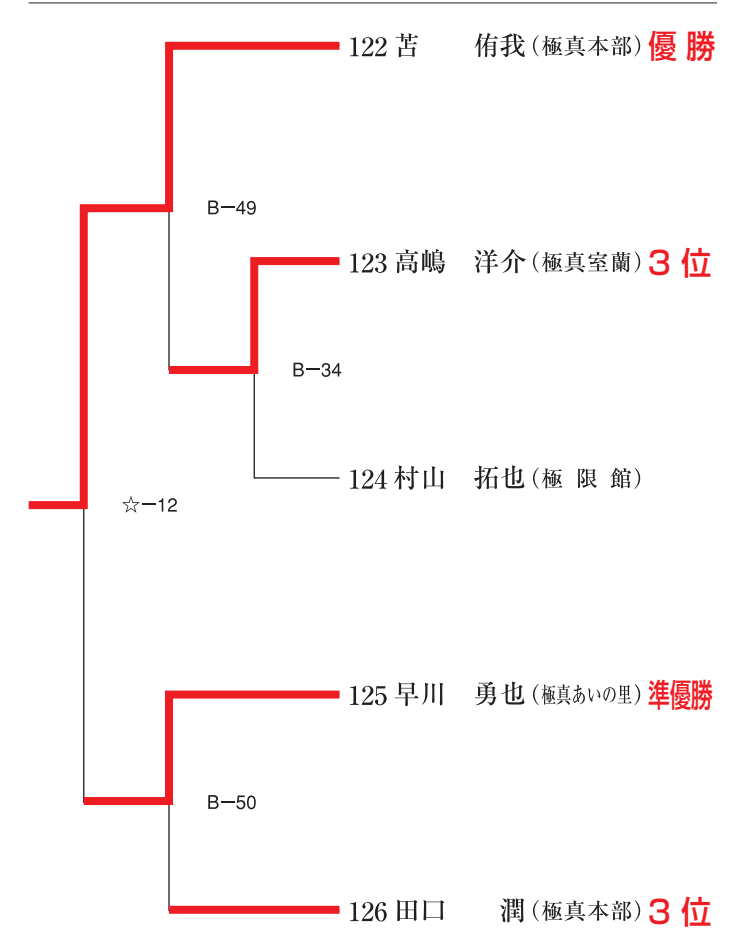 122 苫 侑我(極真本部) 優勝
B−49
123 高嶋 洋介(極真室蘭) 3位
B−34
124 村山 拓也(極限館)
☆−12
125 早川 勇也(極真あいの里) 準優勝
B−50
126 田口 潤(極真本部) 3位